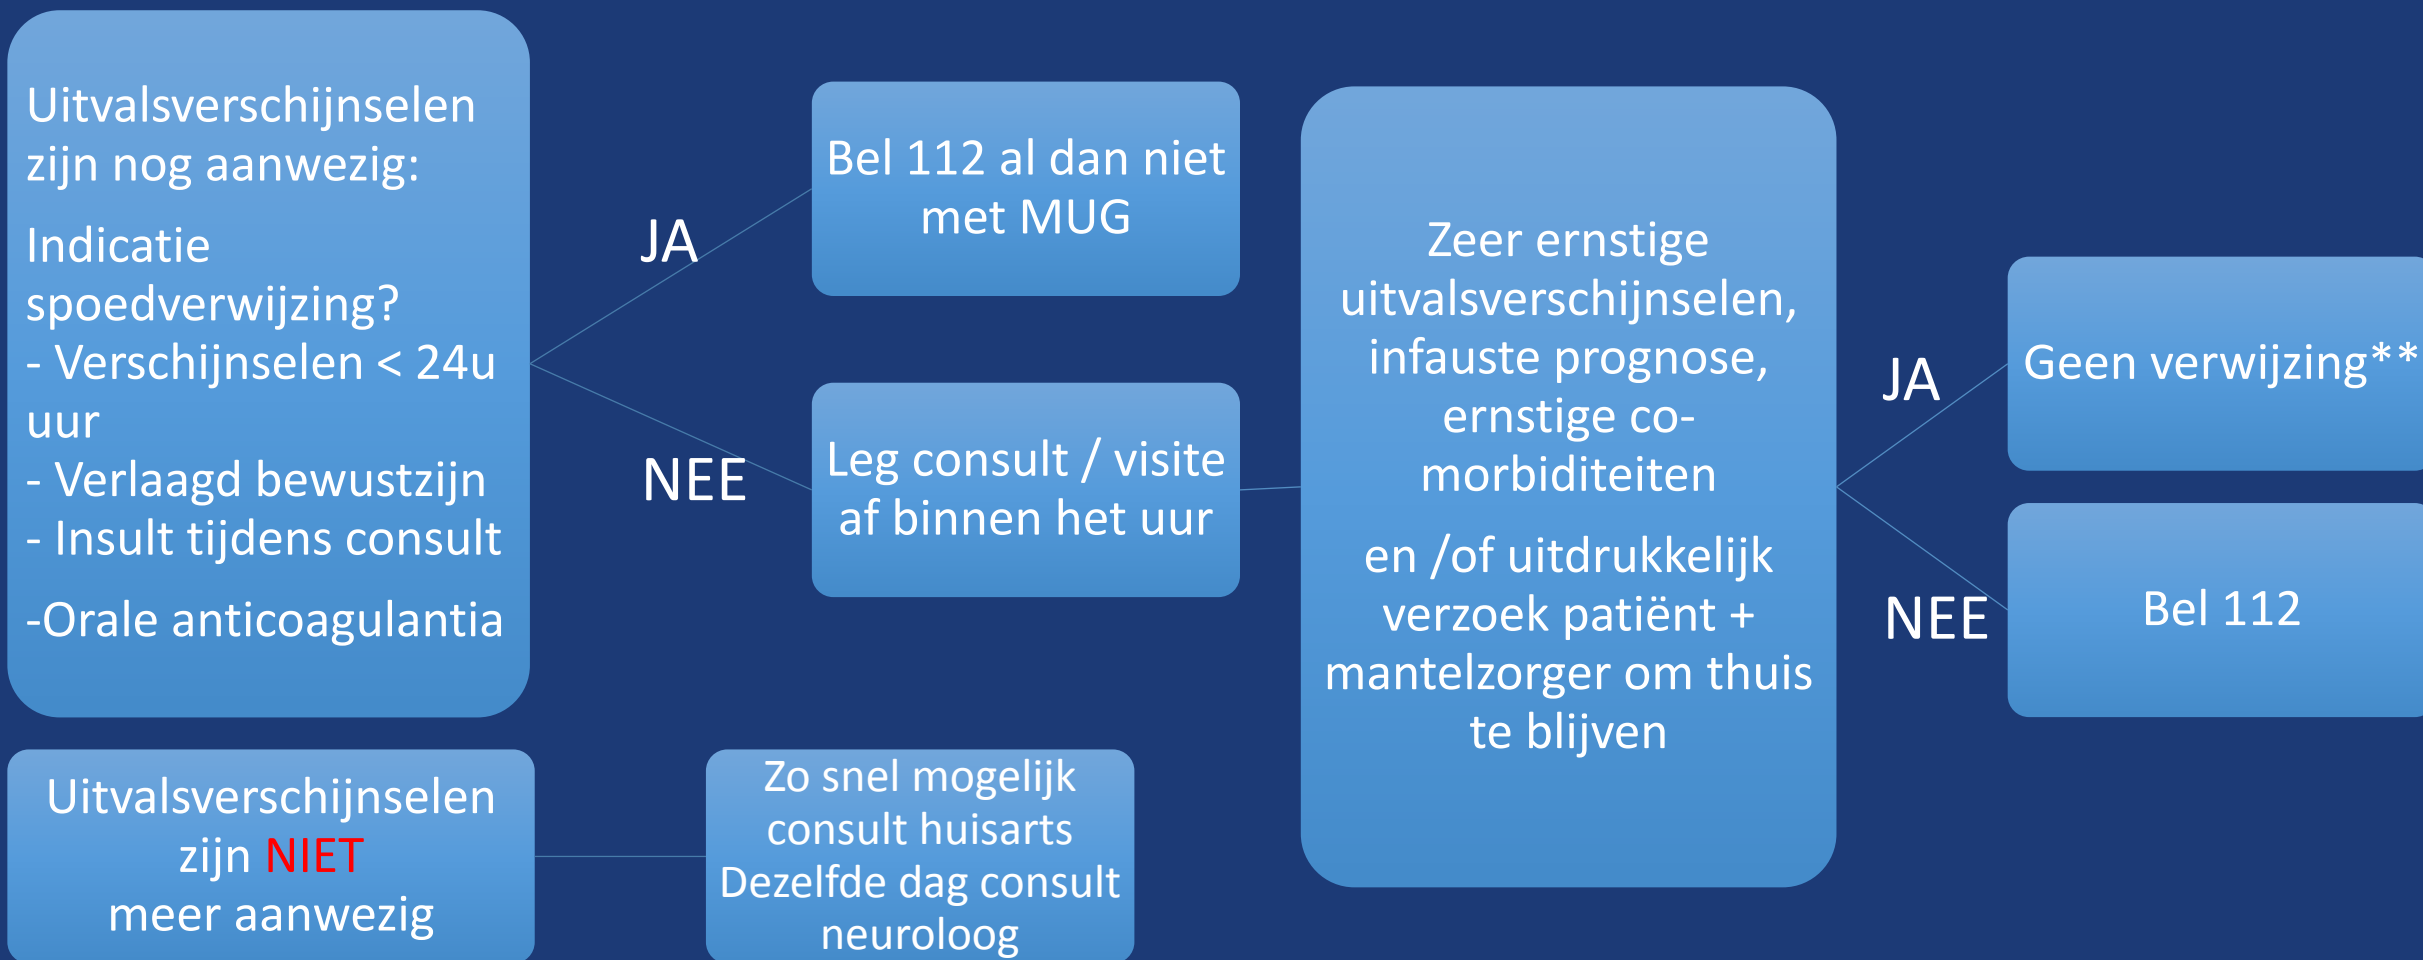 Uitvalsverschijnselen
zijn nog aanwezig:
Indicatie
spoedverwijzing?
- Verschijnselen < 24u
uur
- Verlaagd bewustzijn
- Insult tijdens consult
-Orale anticoagulantia
JA
NEE
Bel 112 al dan niet
met MUG
Leg consult / visite
af binnen het uur
Zeer ernstige
uitvalsverschijnselen,
infauste prognose,
ernstige co-
morbiditeiten
en /of uitdrukkelijk
verzoek patiënt +
mantelzorger om thuis
te blijven
JA
NEE
Geen verwijzing**
Bel 112
Uitvalsverschijnselen
zijn NIET
meer aanwezig
Zo snel mogelijk
consult huisarts
Dezelfde dag consult
neuroloog